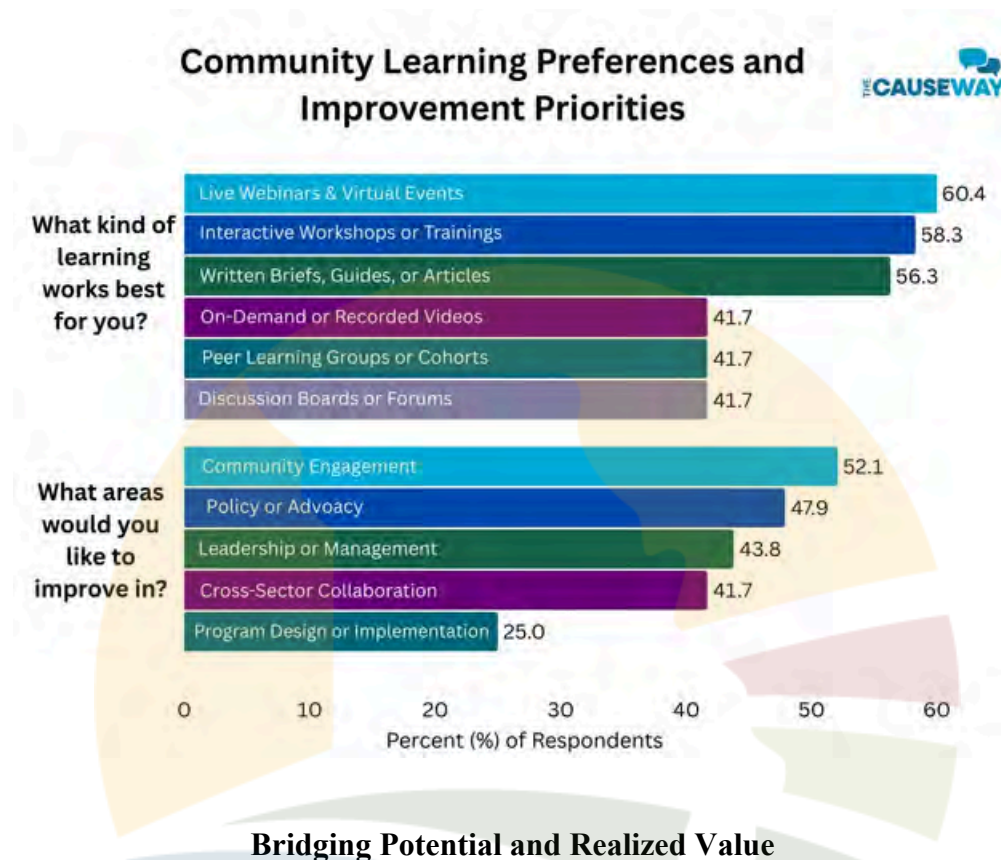 Community Learning Preferences and
Improvement Priorities
THE CAUSEWAY
What kind of
learning
works best
for you?
Live Webinars & Virtual Events 60.4
Interactive Workshops or Trainings 58.3
Written Briefs, Guides, or Articles 56.3
On-Demand or Recorded Videos 41.7
Peer Learning Groups or Cohorts 41.7
Discussion Boards or Forums 41.7
What areas
would you
like to
improve in?
Community Engagement 52.1
Policy or Advoacy 47.9
Leadership or Management 43.8
Cross-Sector Collaboration 41.7
Program Design or Implementation 25.0
0 10 20 30 40 50 60
Percent (%) of Respondents
Bridging Potential and Realized Value